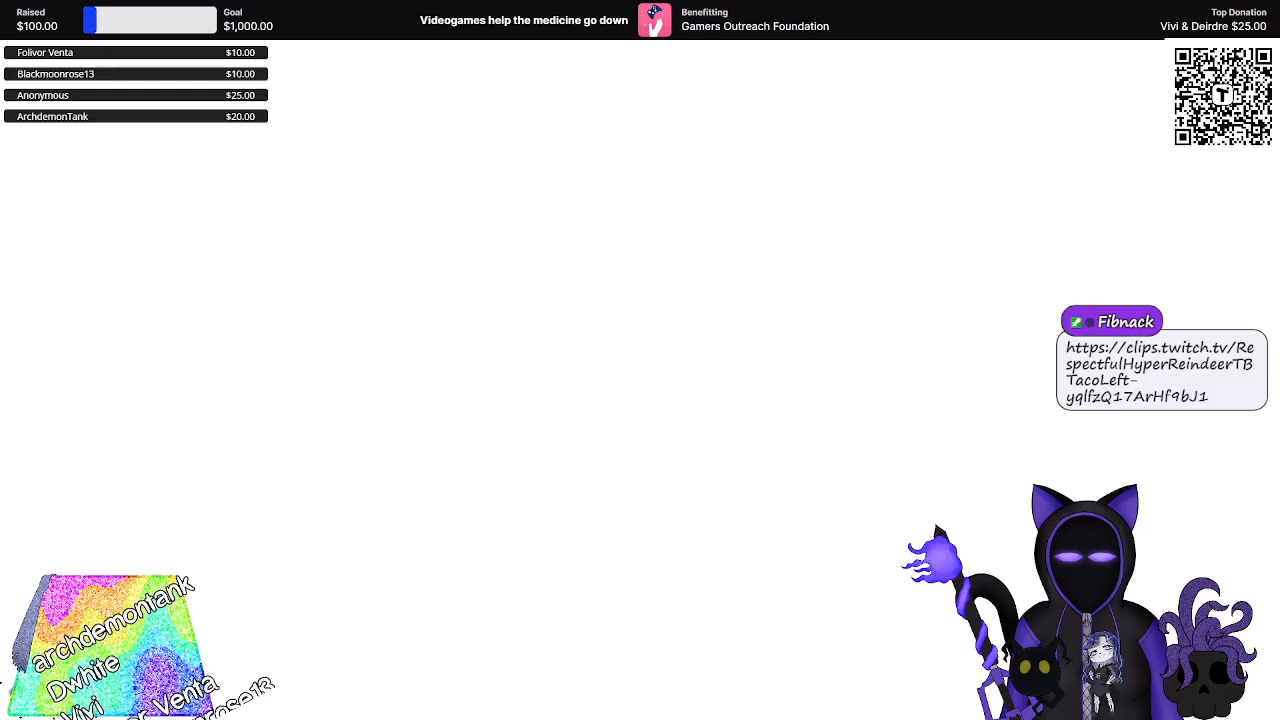 Raised
$100.00
Goal
$1,000.00
Videogames help the medicine go down
Benefitting
Gamers Outreach Foundation
Top Donation
Vivi & Deirdre $25.00
Folivor Venta $10.00
Blackmoonrose13 $10.00
Anonymous $25.00
ArchdemonTank $20.00
T
Fibnack
https://clips.twitch.tv/Re
spectfulHyperReindeerTB
TacoLeft-
yqlfzQ17ArHf9bJ1
archdemontank
Dwhite
Vivi
Venta